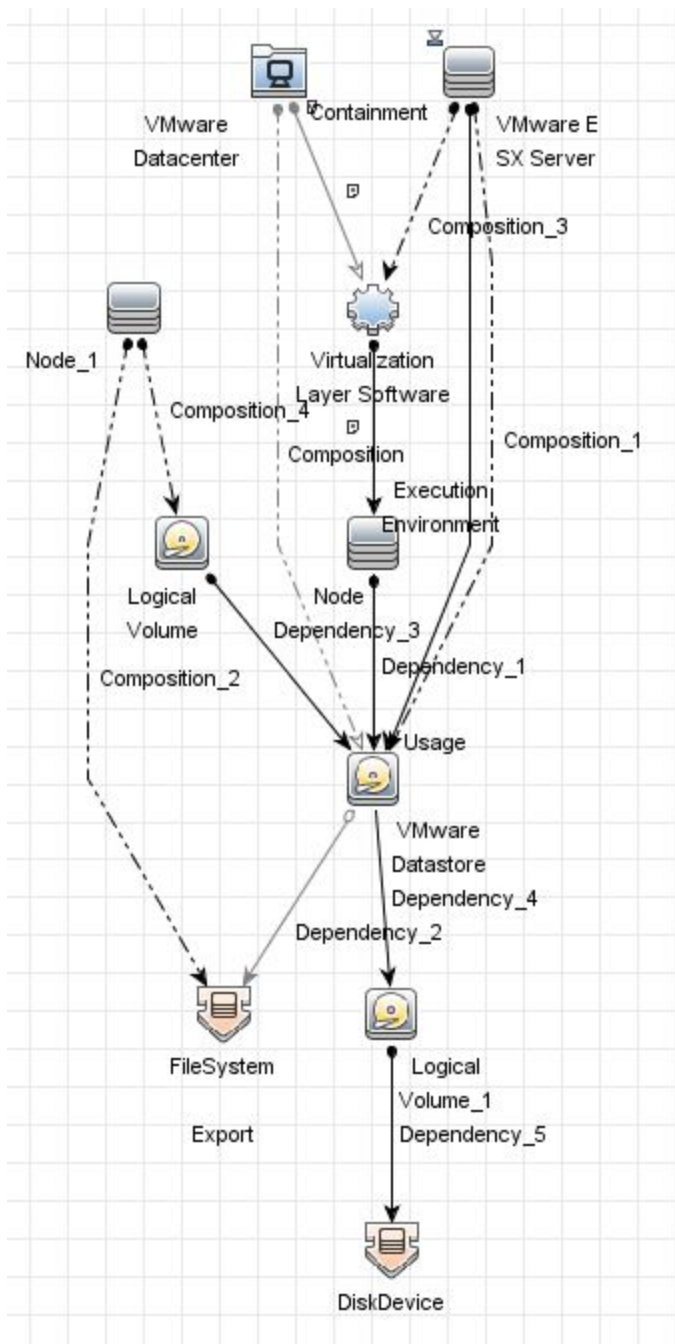 Containment
VMware
Datacenter
VMware E
SX Server
Composition_3
Node_1
Virtualization
Layer Software
Composition_4
Composition_1
Composition
Execution
Environment
Logical
Volume
Node
Dependency_3
Dependency_1
Composition_2
Usage
VMware
Datastore
Dependency_4
Dependency_2
FileSystem
Export
Logical
Volume_1
Dependency_5
DiskDevice